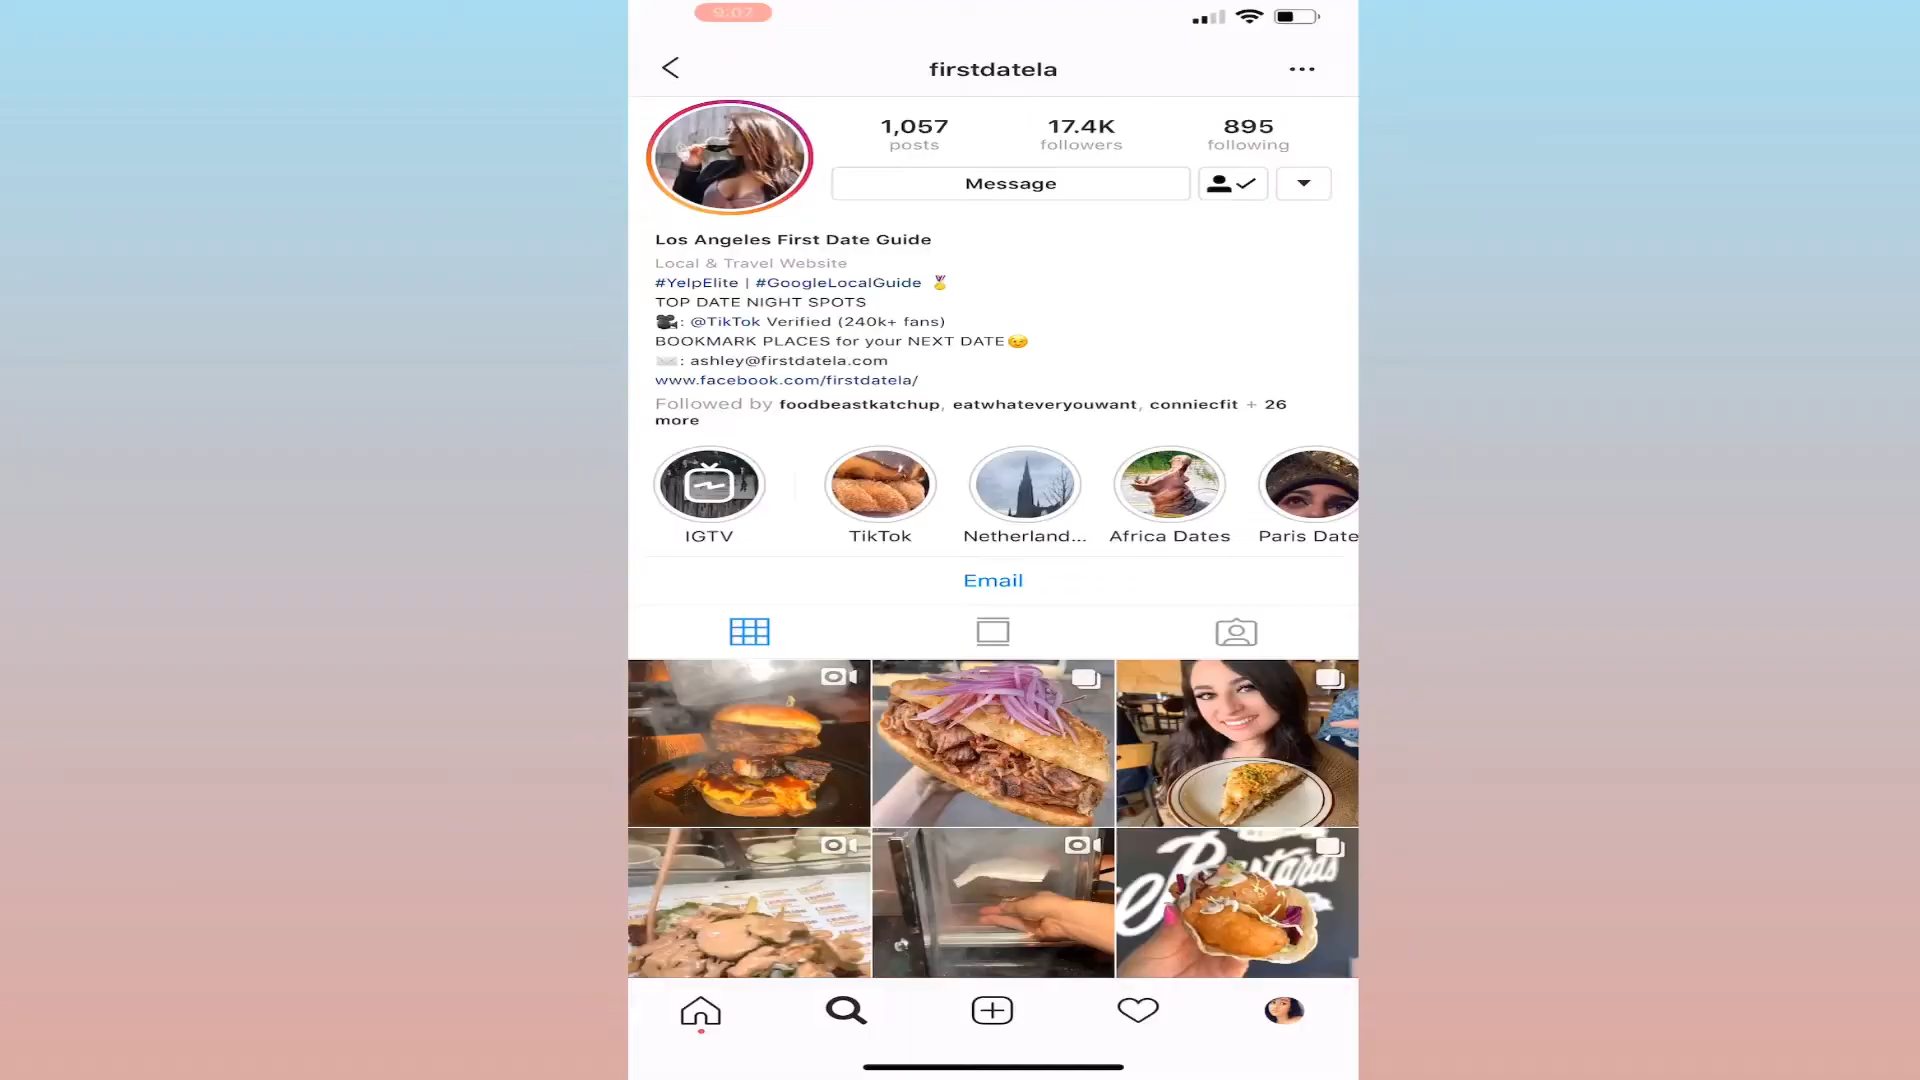 9:07
firstdatela
1,057 17.4K 895
posts followers following
Message
Los Angeles First Date Guide
Local & Travel Website
#YelpElite | #GoogleLocalGuide 🏅
TOP DATE NIGHT SPOTS
🎥: @TikTok Verified (240k+ fans)
BOOKMARK PLACES for your NEXT DATE😉
✉️: ashley@firstdatela.com
www.facebook.com/firstdatela/
Followed by foodbeastkatchup, eatwhateveryouwant, conniecfit + 26
more
IGTV TikTok Netherland... Africa Dates Paris Date
Email